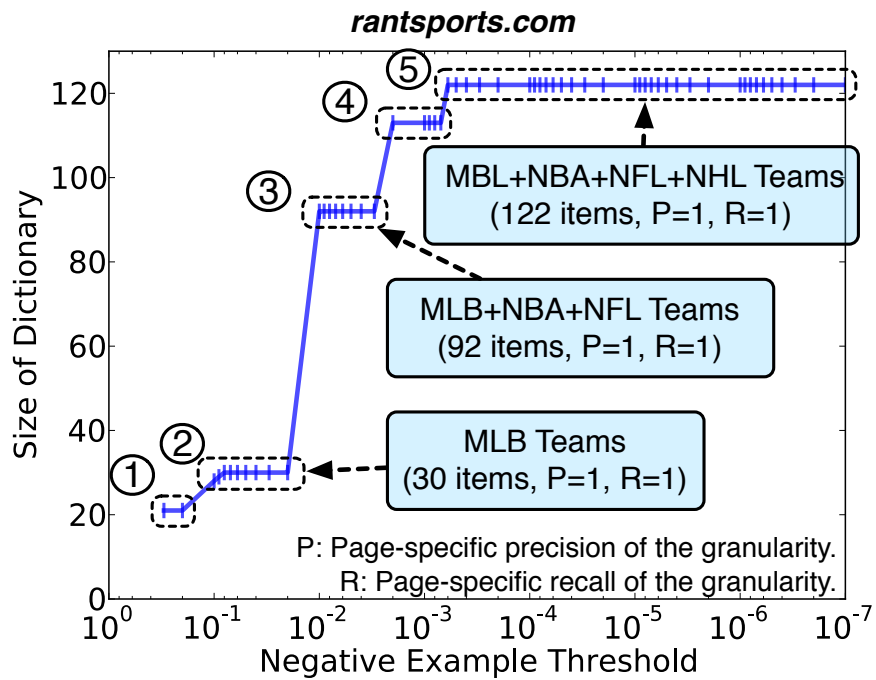 rantsports.com
Size of Dictionary
120
100
80
60
40
20
0
①
②
③
④
⑤
MBL+NBA+NFL+NHL Teams
(122 items, P=1, R=1)
MLB+NBA+NFL Teams
(92 items, P=1, R=1)
MLB Teams
(30 items, P=1, R=1)
P: Page-specific precision of the granularity.
R: Page-specific recall of the granularity.
10⁰ 10⁻¹ 10⁻² 10⁻³ 10⁻⁴ 10⁻⁵ 10⁻⁶ 10⁻⁷
Negative Example Threshold